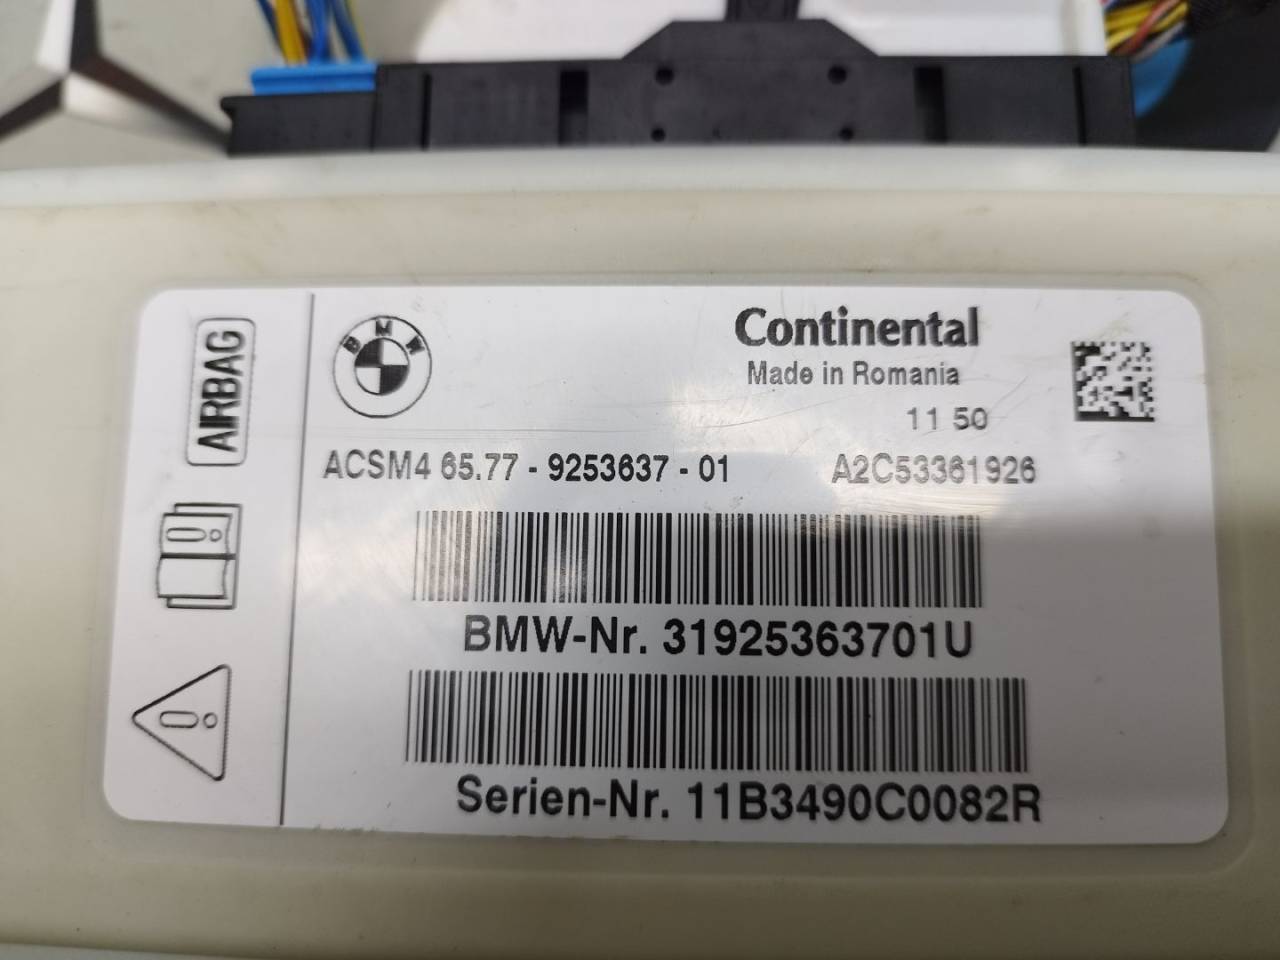 AIRBAG
BMW
Continental
Made in Romania
11 50
ACSM4 65.77 - 9253637 - 01 A2C53361926
BMW-Nr. 31925363701U
Serien-Nr. 11B3490C0082R